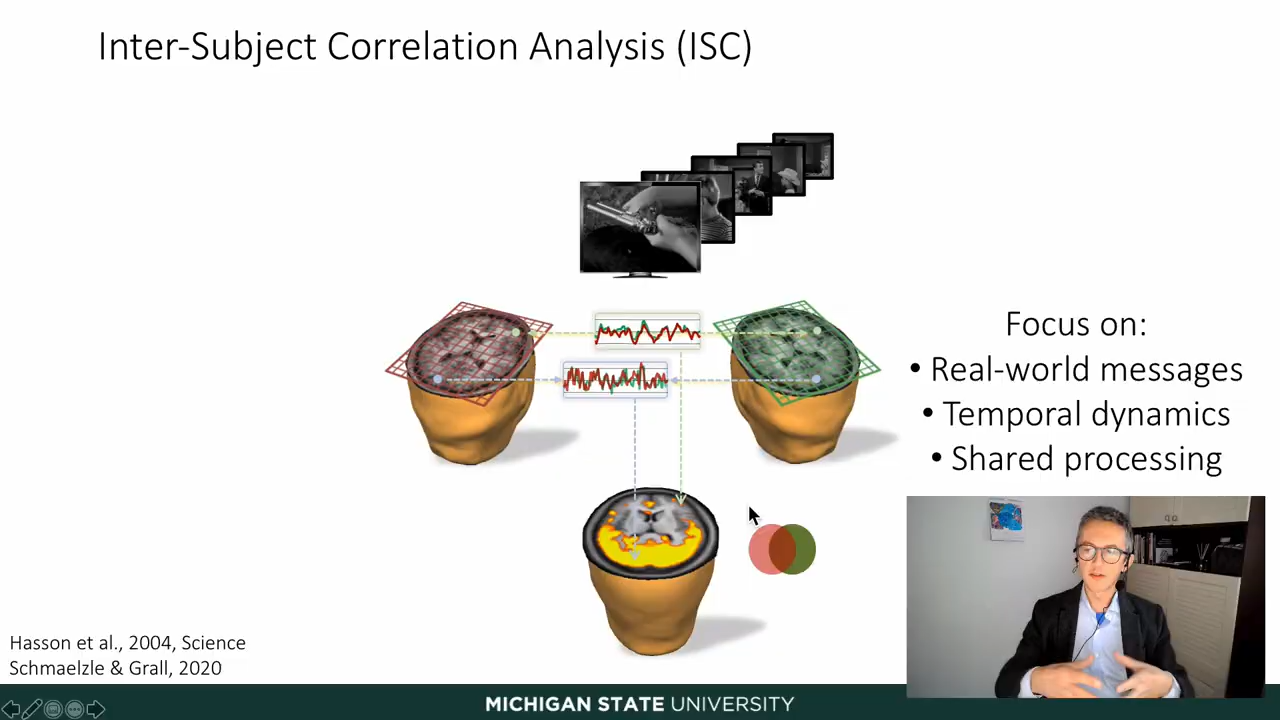 Inter-Subject Correlation Analysis (ISC)
Focus on:
• Real-world messages
• Temporal dynamics
• Shared processing
Hasson et al., 2004, Science
Schmaelzle & Grall, 2020
MICHIGAN STATE UNIVERSITY